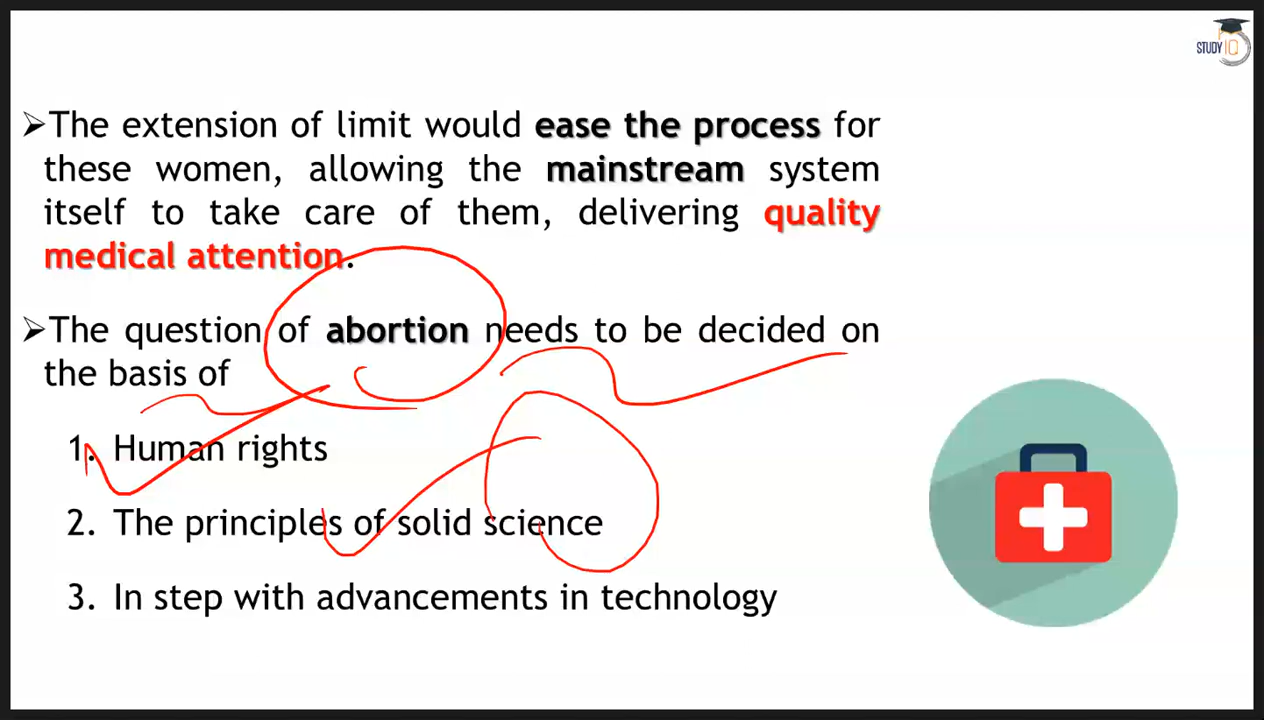 STUDY IQ
➢The extension of limit would ease the process for
these women, allowing the mainstream system
itself to take care of them, delivering quality
medical attention.
➢The question of abortion needs to be decided on
the basis of
1. Human rights
2. The principles of solid science
3. In step with advancements in technology